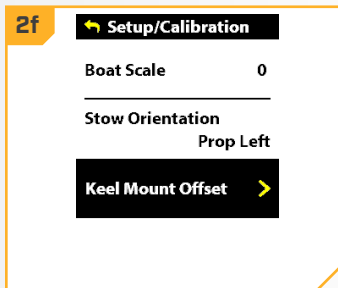 2f
Setup/Calibration
Boat Scale 0
Stow Orientation
Prop Left
Keel Mount Offset